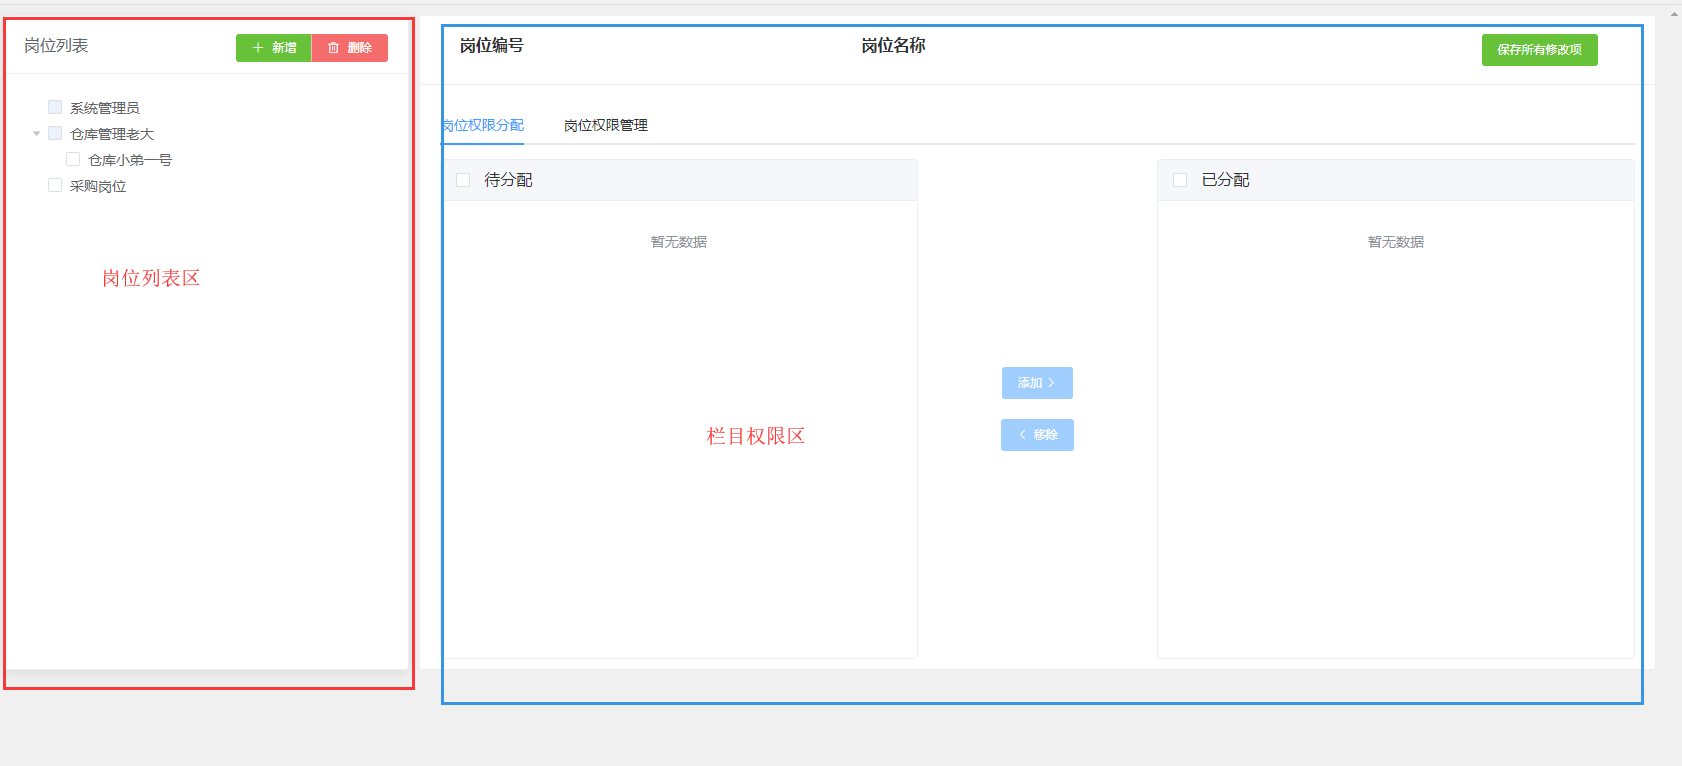 岗位列表
新增
删除
系统管理员
仓库管理老大
仓库小弟一号
采购岗位
岗位列表区
岗位编号
岗位名称
保存所有修改项
岗位权限分配
岗位权限管理
待分配
暂无数据
添加
移除
栏目权限区
已分配
暂无数据